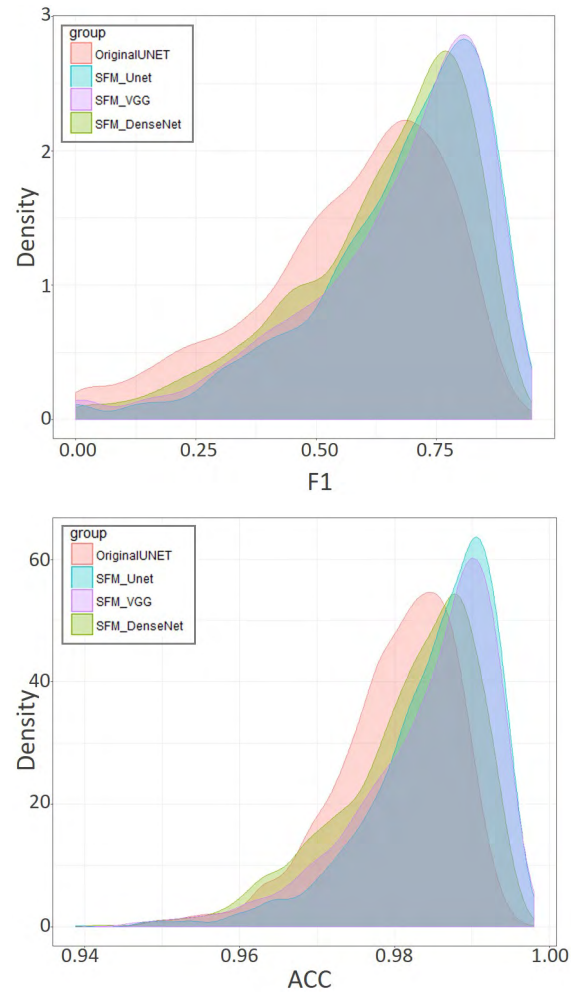 3
group
OriginalUNET
SFM_Unet
SFM_VGG
SFM_DenseNet
2
Density
1
0
0.00 0.25 0.50 0.75
F1
group
60
OriginalUNET
SFM_Unet
SFM_VGG
SFM_DenseNet
40
Density
20
0
0.94 0.96 0.98 1.00
ACC